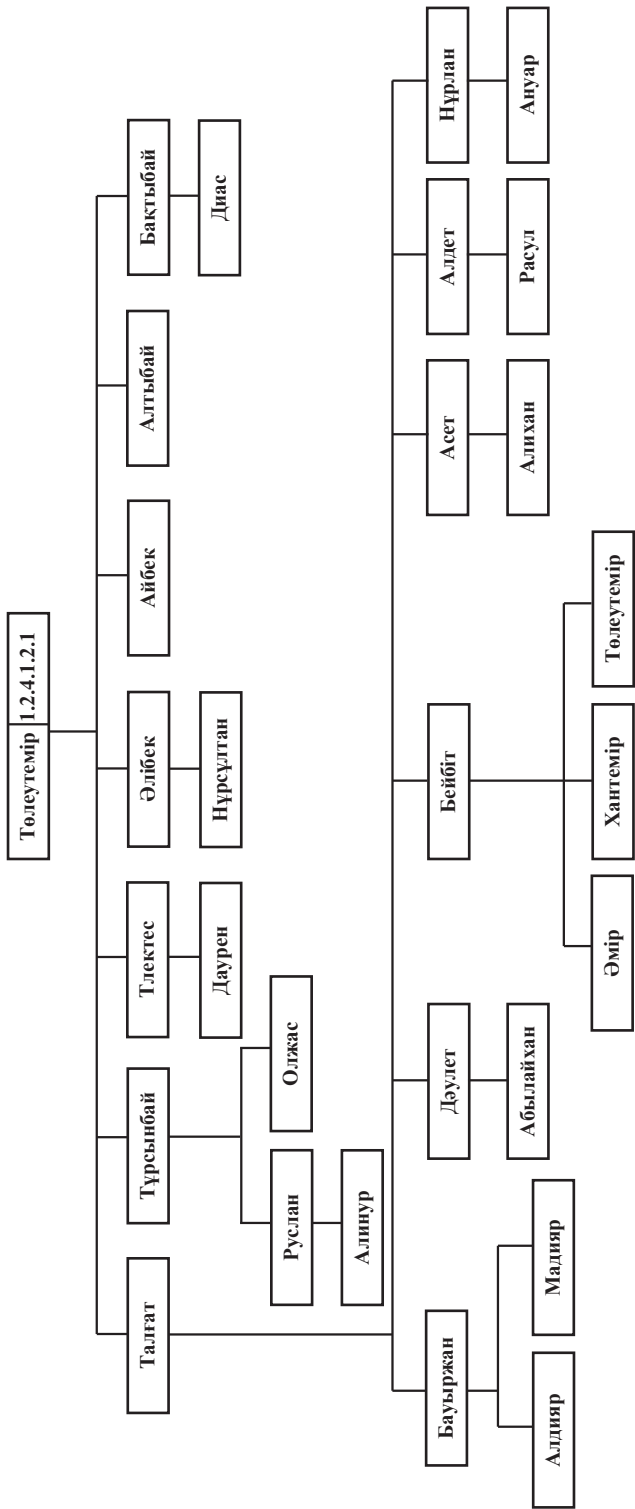 Төлеутемір 1.2.4.1.2.1
Талғат
Тұрсынбай
Тлектес
Әлібек
Айбек
Алтыбай
Бақтыбай
Даурен
Нұрсұлтан
Диас
Руслан
Олжас
Алинур
Бауыржан
Дәулет
Бейбіт
Асет
Алдет
Нұрлан
Алдияр
Мадияр
Абылайхан
Әмір
Хантемір
Төлеутемір
Алихан
Расул
Ануар